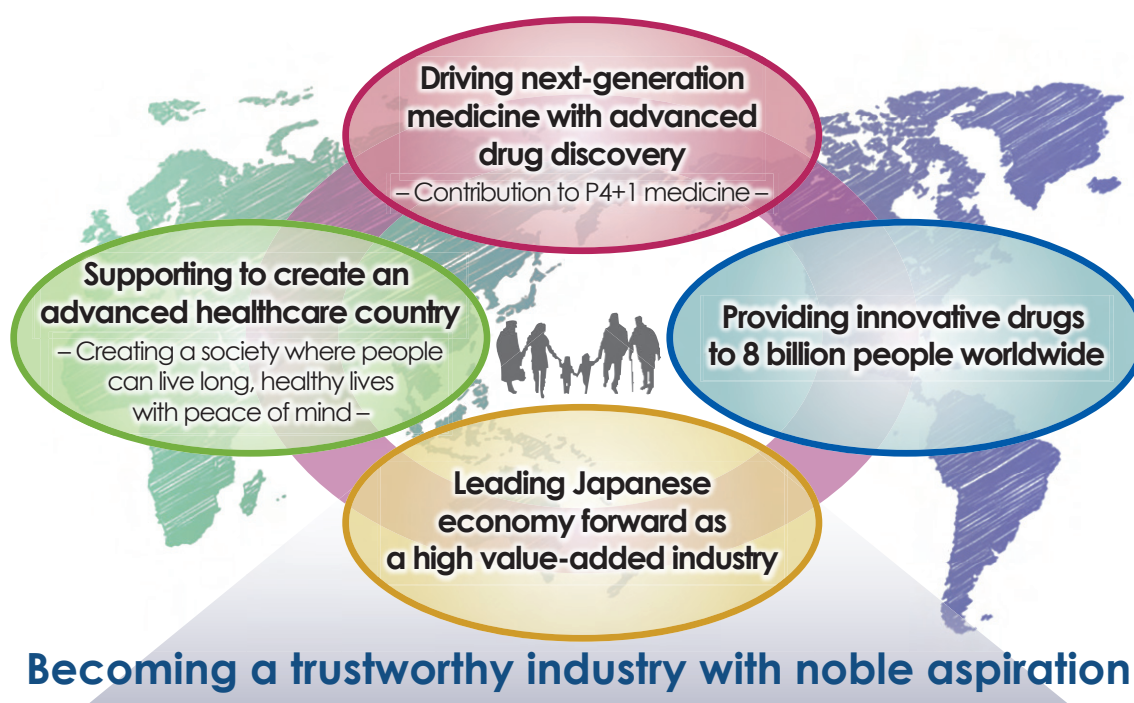 Driving next-generation
medicine with advanced
drug discovery
– Contribution to P4+1 medicine –
Supporting to create an
advanced healthcare country
– Creating a society where people
can live long, healthy lives
with peace of mind –
Providing innovative drugs
to 8 billion people worldwide
Leading Japanese
economy forward as
a high value-added industry
Becoming a trustworthy industry with noble aspiration